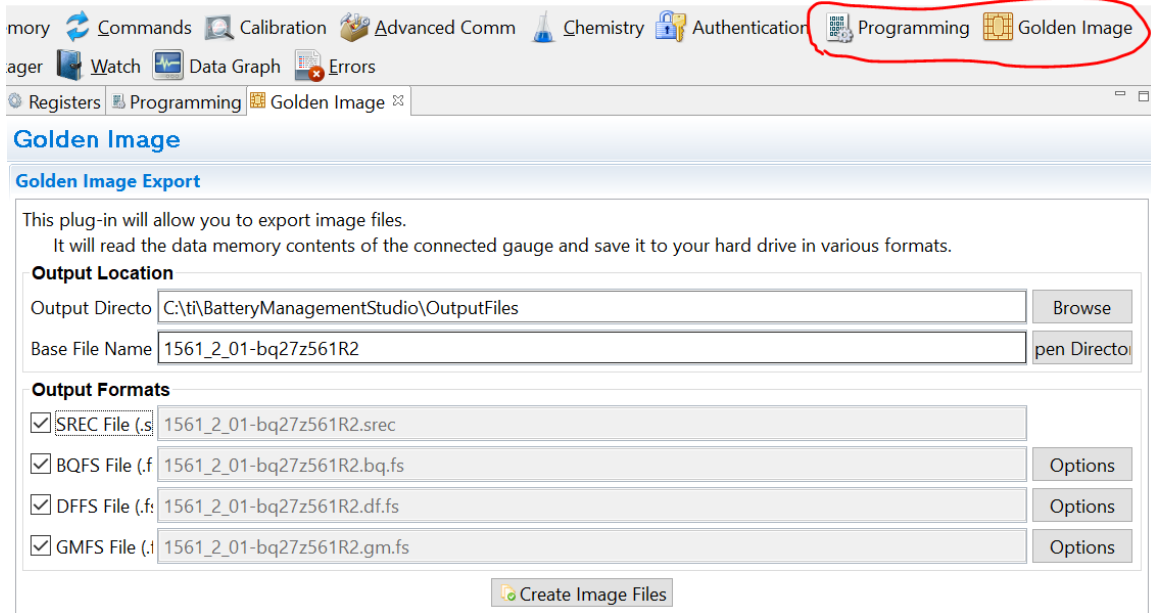 mory Commands Calibration Advanced Comm Chemistry Authentication Programming Golden Image
ager Watch Data Graph Errors
Registers Programming Golden Image
Golden Image
Golden Image Export
This plug-in will allow you to export image files.
It will read the data memory contents of the connected gauge and save it to your hard drive in various formats.
Output Location
Output Directo C:\ti\BatteryManagementStudio\OutputFiles Browse
Base File Name 1561_2_01-bq27z561R2 pen Director
Output Formats
SREC File (.s 1561_2_01-bq27z561R2.srec
BQFS File (.f 1561_2_01-bq27z561R2.bq.fs Options
DFFS File (.fs 1561_2_01-bq27z561R2.df.fs Options
GMFS File (.f 1561_2_01-bq27z561R2.gm.fs Options
Create Image Files